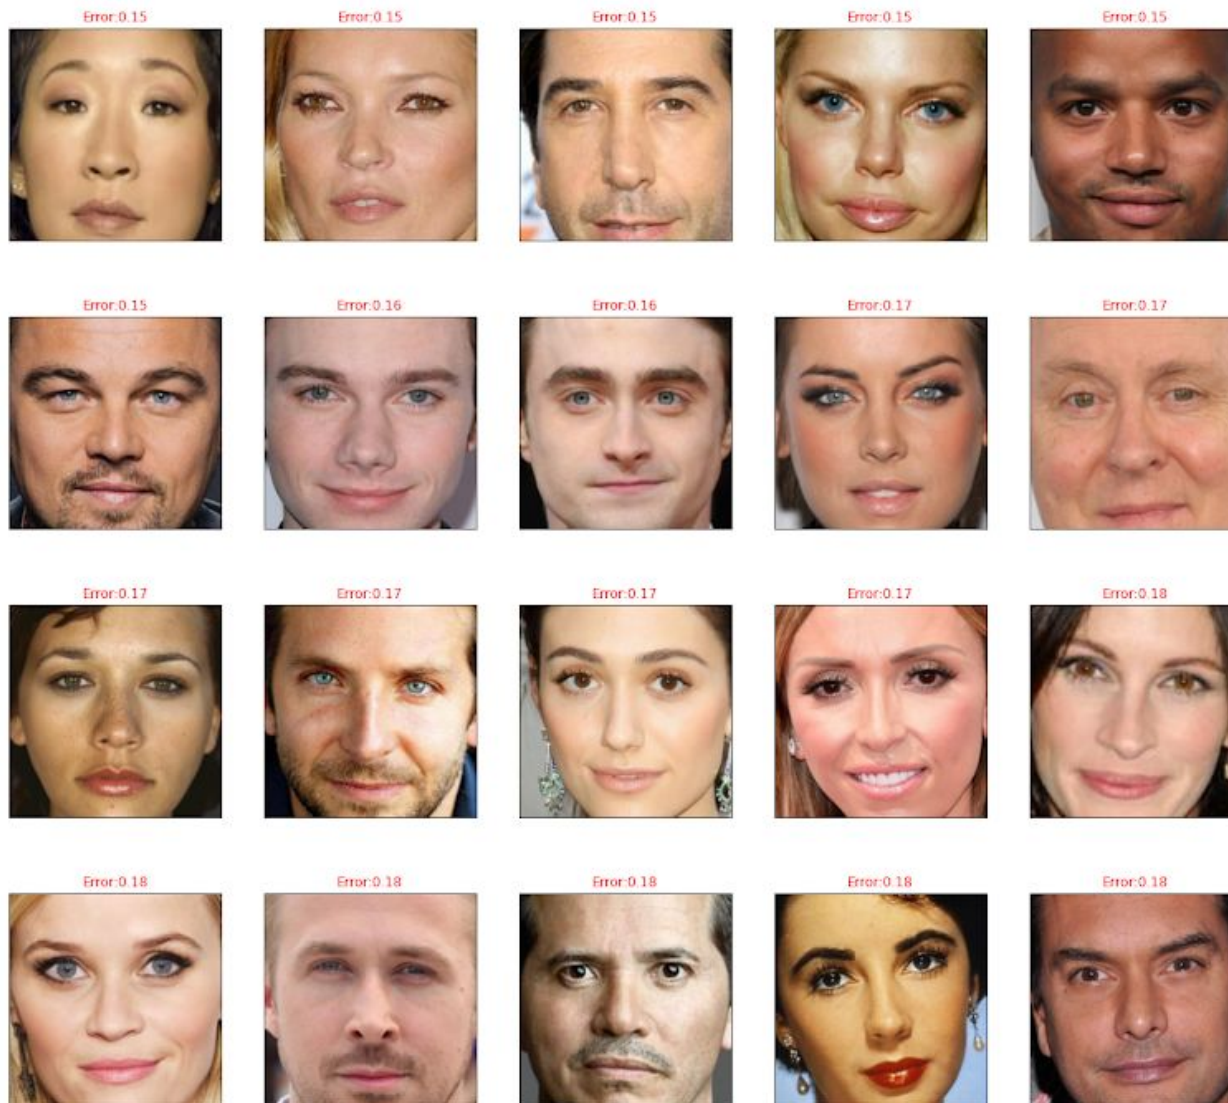 Error:0.15 Error:0.15 Error:0.15 Error:0.15 Error:0.15
Error:0.15 Error:0.16 Error:0.16 Error:0.17 Error:0.17
Error:0.17 Error:0.17 Error:0.17 Error:0.17 Error:0.18
Error:0.18 Error:0.18 Error:0.18 Error:0.18 Error:0.18